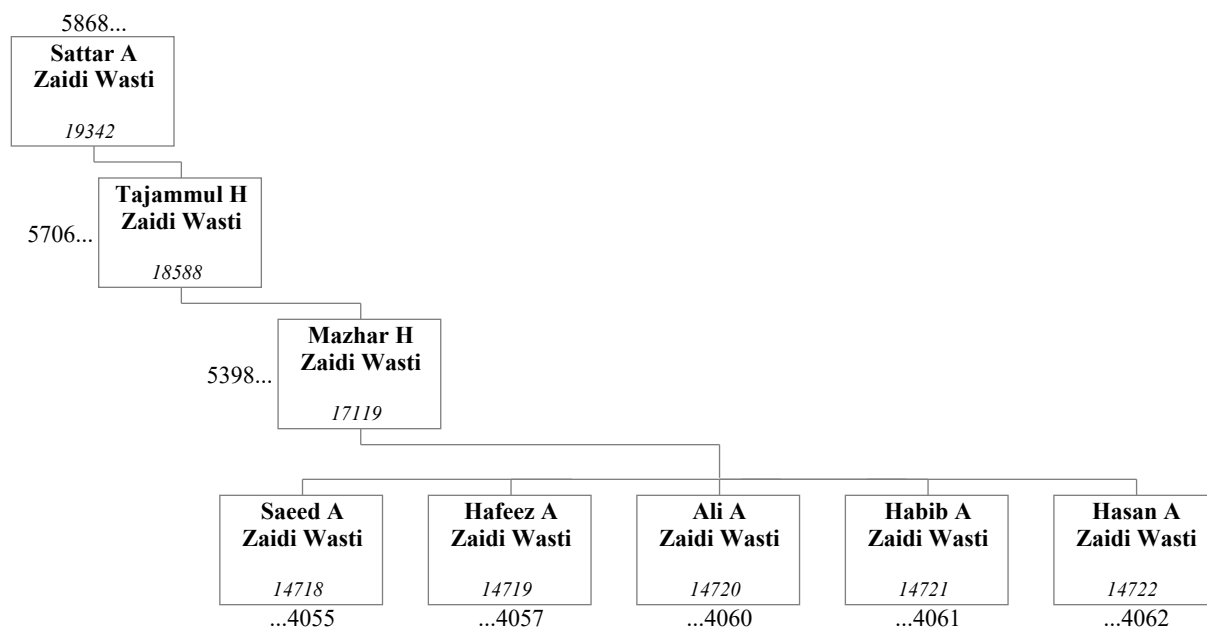 5868...
Sattar A
Zaidi Wasti
19342
Tajammul H
Zaidi Wasti
5706...
18588
Mazhar H
Zaidi Wasti
5398...
17119
Saeed A
Zaidi Wasti
14718
...4055
Hafeez A
Zaidi Wasti
14719
...4057
Ali A
Zaidi Wasti
14720
...4060
Habib A
Zaidi Wasti
14721
...4061
Hasan A
Zaidi Wasti
14722
...4062